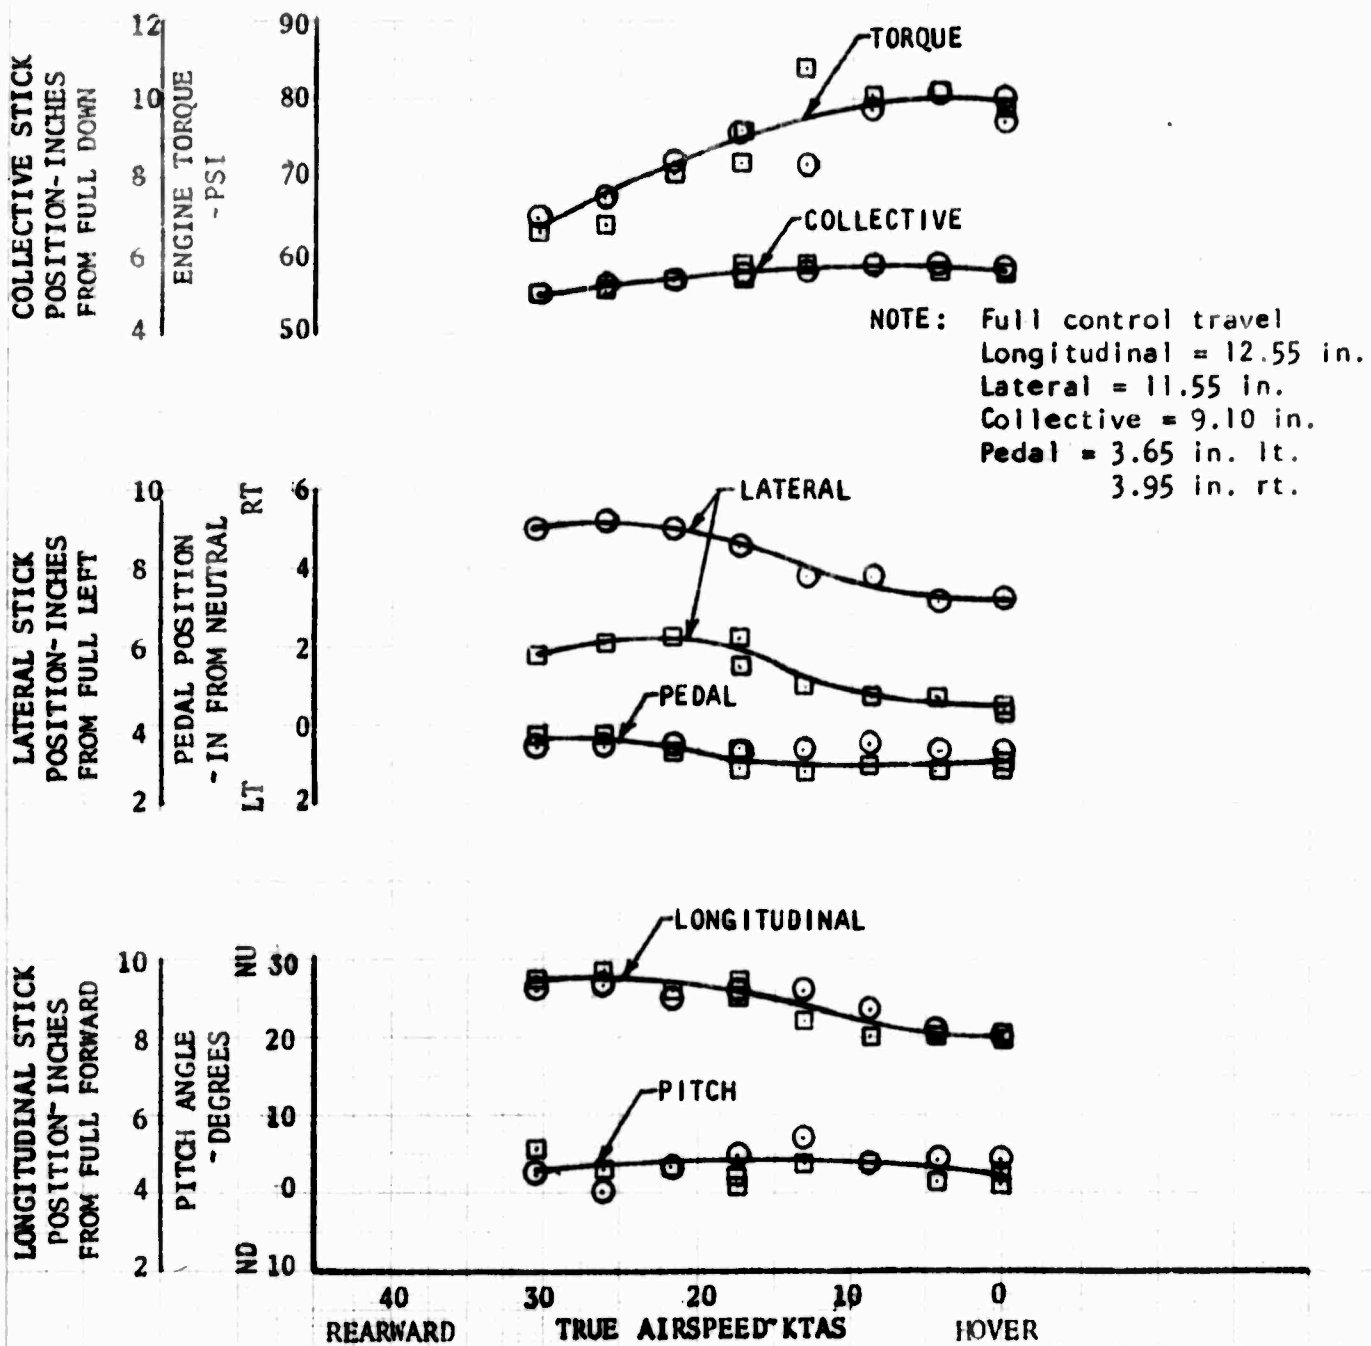 COLLECTIVE STICK
POSITION-INCHES
FROM FULL DOWN
12
10
8
6
4
ENGINE TORQUE
~PSI
90
80
70
60
50
TORQUE
COLLECTIVE
NOTE: Full control travel
Longitudinal = 12.55 in.
Lateral = 11.55 in.
Collective = 9.10 in.
Pedal = 3.65 in. lt.
3.95 in. rt.
LATERAL STICK
POSITION-INCHES
FROM FULL LEFT
10
8
6
4
2
PEDAL POSITION
~IN FROM NEUTRAL
LT RT
6
4
2
0
2
LATERAL
PEDAL
LONGITUDINAL STICK
POSITION-INCHES
FROM FULL FORWARD
10
8
6
4
2
PITCH ANGLE
~DEGREES
ND NU
30
20
10
0
10
LONGITUDINAL
PITCH
40 30 20 10 0
REARWARD TRUE AIRSPEED~KTAS HOVER